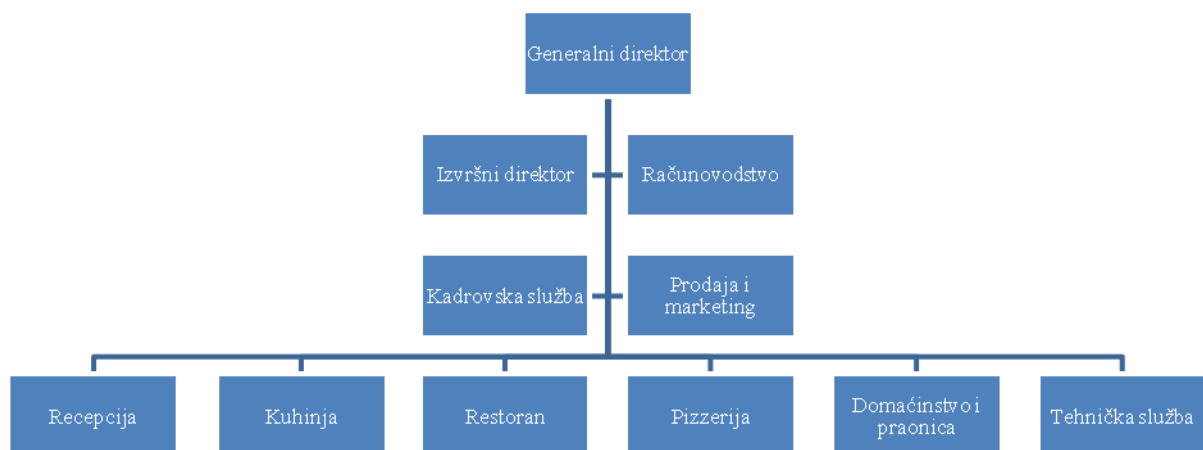 Generalni direktor
Izvršni direktor
Računovodstvo
Kadrovska služba
Prodaja i
marketing
Recepcija
Kuhinja
Restoran
Pizzerija
Domaćinstvo i
praonica
Tehnička služba